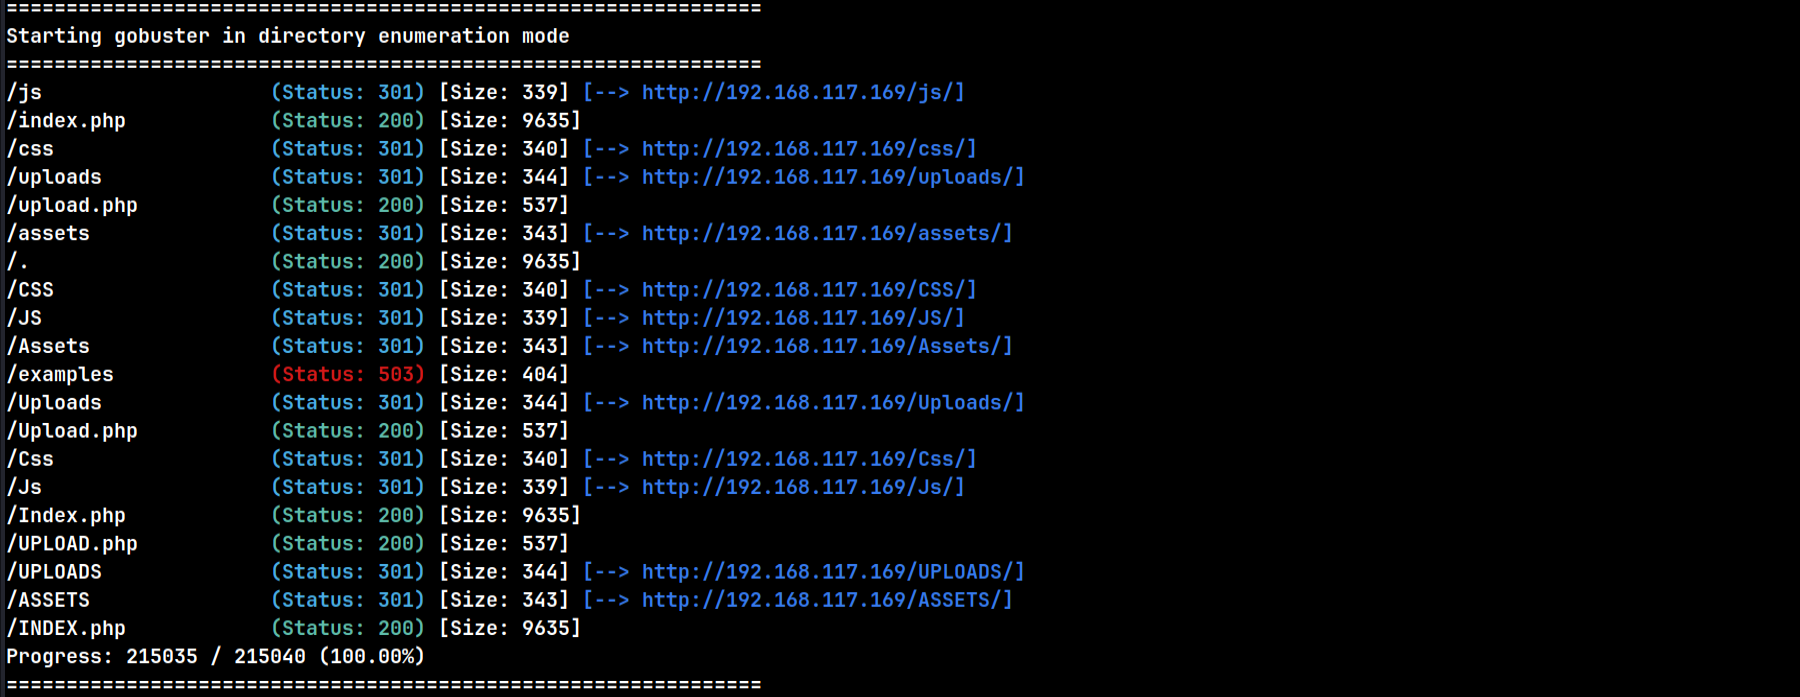 ===============================================================
Starting gobuster in directory enumeration mode
===============================================================
/js                   (Status: 301) [Size: 339] [--> http://192.168.117.169/js/]
/index.php            (Status: 200) [Size: 9635]
/css                  (Status: 301) [Size: 340] [--> http://192.168.117.169/css/]
/uploads              (Status: 301) [Size: 344] [--> http://192.168.117.169/uploads/]
/upload.php           (Status: 200) [Size: 537]
/assets               (Status: 301) [Size: 343] [--> http://192.168.117.169/assets/]
/.                    (Status: 200) [Size: 9635]
/CSS                  (Status: 301) [Size: 340] [--> http://192.168.117.169/CSS/]
/JS                   (Status: 301) [Size: 339] [--> http://192.168.117.169/JS/]
/Assets               (Status: 301) [Size: 343] [--> http://192.168.117.169/Assets/]
/examples             (Status: 503) [Size: 404]
/Uploads              (Status: 301) [Size: 344] [--> http://192.168.117.169/Uploads/]
/Upload.php           (Status: 200) [Size: 537]
/Css                  (Status: 301) [Size: 340] [--> http://192.168.117.169/Css/]
/Js                   (Status: 301) [Size: 339] [--> http://192.168.117.169/Js/]
/Index.php            (Status: 200) [Size: 9635]
/UPLOAD.php           (Status: 200) [Size: 537]
/UPLOADS              (Status: 301) [Size: 344] [--> http://192.168.117.169/UPLOADS/]
/ASSETS               (Status: 301) [Size: 343] [--> http://192.168.117.169/ASSETS/]
/INDEX.php            (Status: 200) [Size: 9635]
Progress: 215035 / 215040 (100.00%)
===============================================================